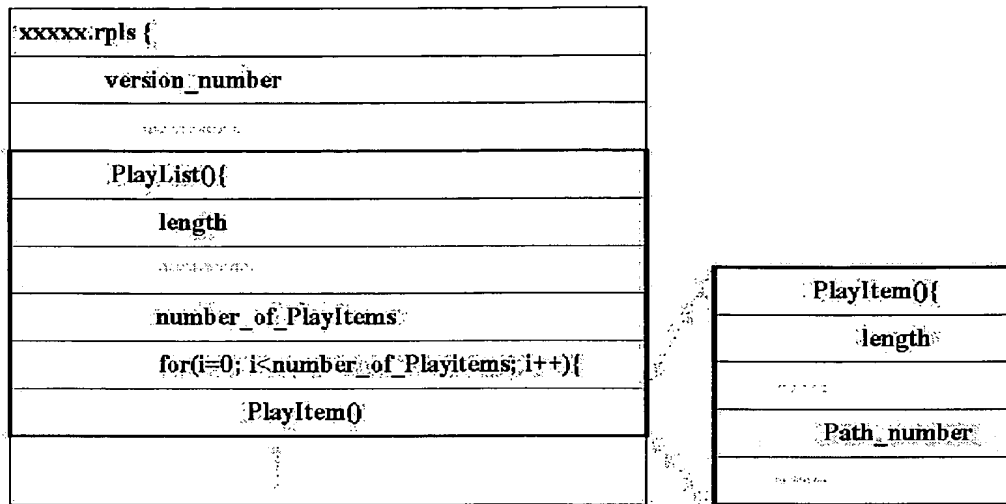 xxxxx.rpls {
version_number
PlayList(){
length
number_of_PlayItems
for(i=0; i<number_of_Playitems; i++){
PlayItem()
}
PlayItem(){
length
Path_number